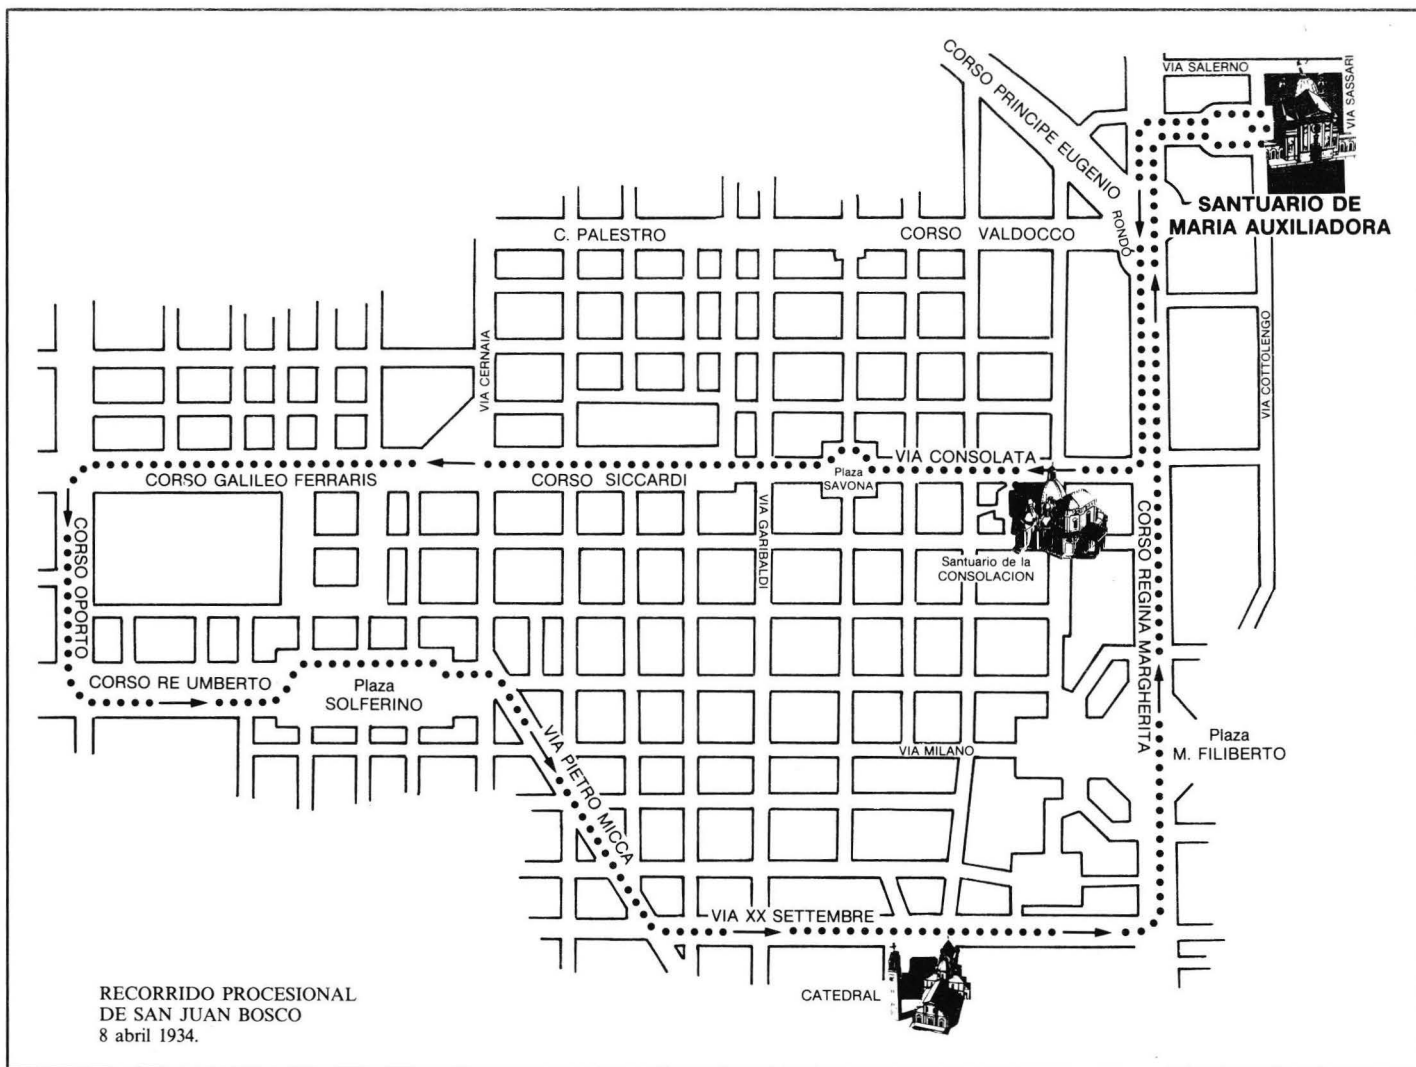 CORSO PRINCIPE EUGENIO
RONDÓ
VIA SALERNO
VIA SASSARI
SANTUARIO DE
MARIA AUXILIADORA
C. PALESTRO
CORSO VALDOCCO
VIA CERNAIA
VIA COTTOLENGO
VIA CONSOLATA
Plaza
SAVONA
CORSO GALILEO FERRARIS
CORSO SICCARDI
VIA GARIBALDI
Santuario de la
CONSOLACION
CORSO REGINA MARGHERITA
CORSO OPORTO
CORSO RE UMBERTO
Plaza
SOLFERINO
VIA PIETRO MICCA
VIA MILANO
Plaza
M. FILIBERTO
VIA XX SETTEMBRE
CATEDRAL
RECORRIDO PROCESIONAL
DE SAN JUAN BOSCO
8 abril 1934.